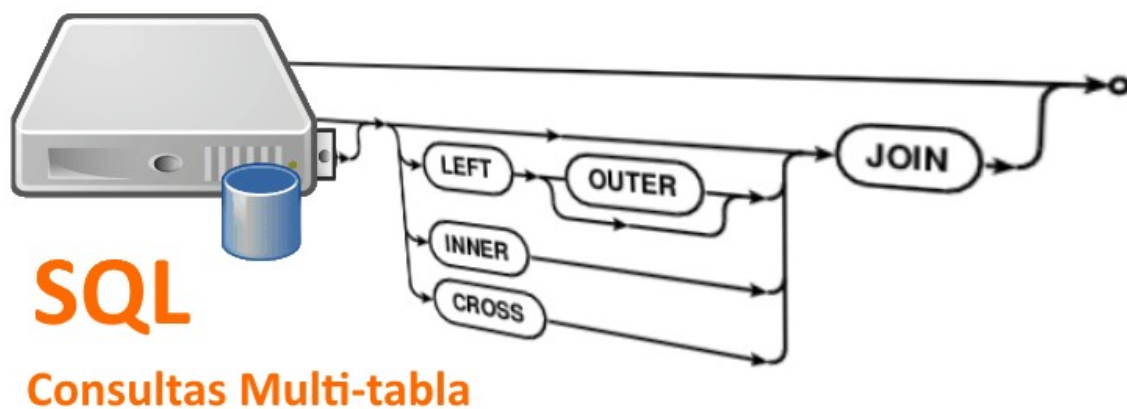 LEFT
OUTER
JOIN
INNER
CROSS
SQL
Consultas Multi-tabla